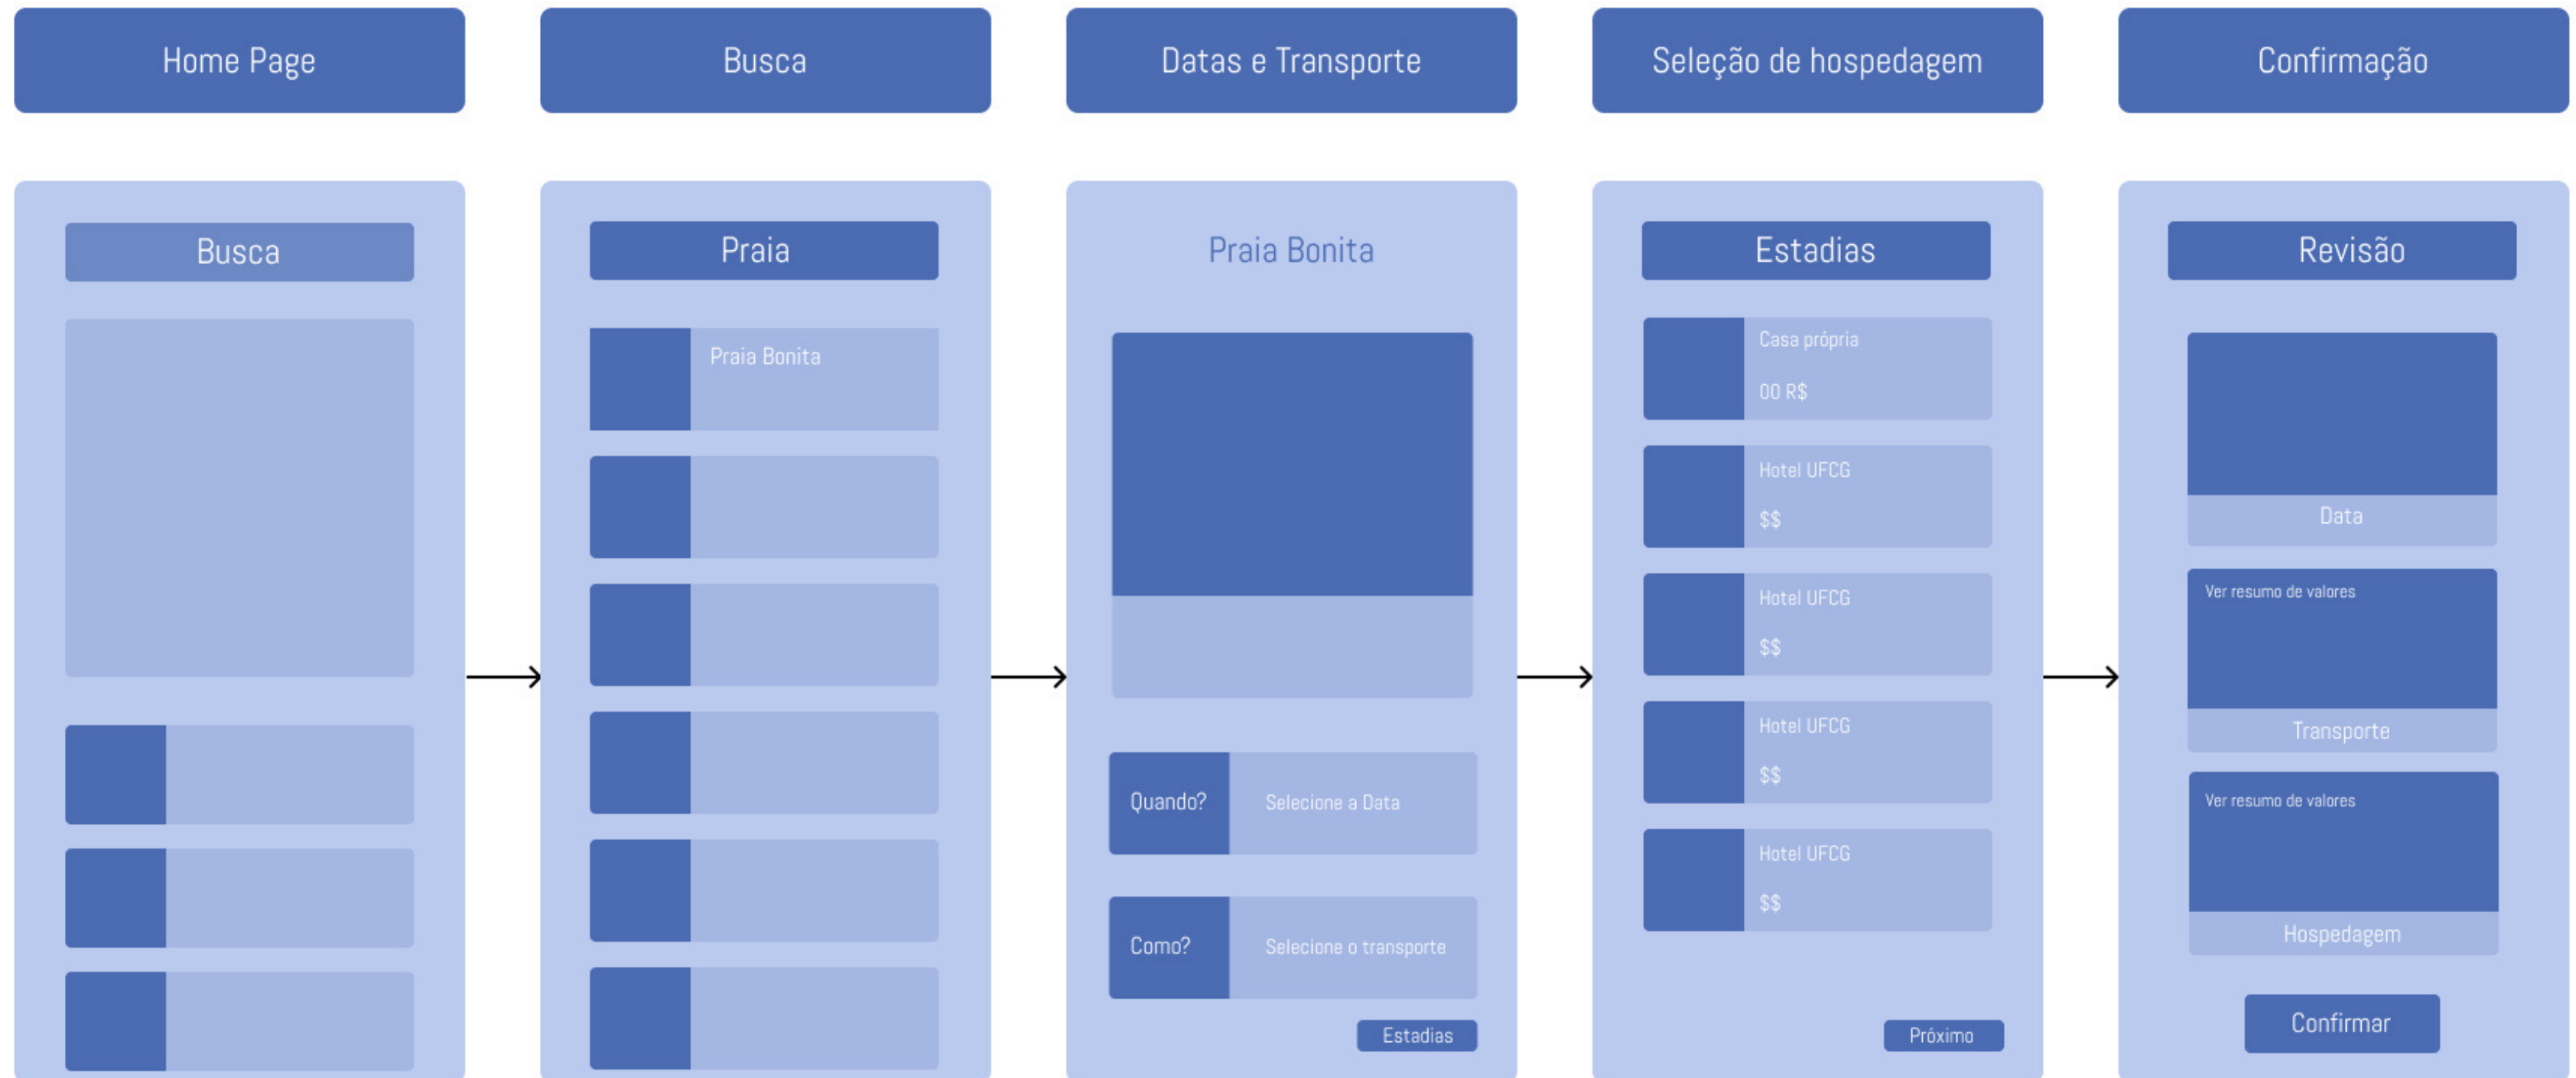 Home Page
Busca
Datas e Transporte
Seleção de hospedagem
Confirmação
Busca
Praia
Praia Bonita
Praia Bonita
Quando?
Selecione a Data
Como?
Selecione o transporte
Estadias
Estadias
Casa própria
00 R$
Hotel UFCG
$$
Hotel UFCG
$$
Hotel UFCG
$$
Hotel UFCG
$$
Próximo
Revisão
Data
Ver resumo de valores
Transporte
Ver resumo de valores
Hospedagem
Confirmar